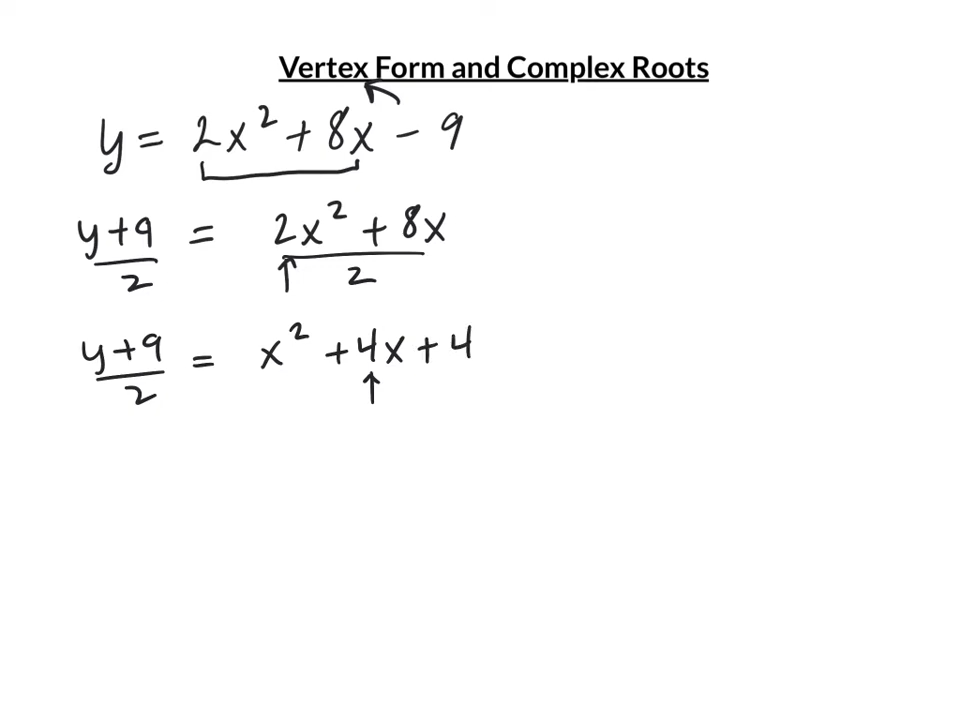 Vertex Form and Complex Roots
y = 2x² + 8x - 9
y+9 / 2 = 2x² + 8x / 2
y+9 / 2 = x² + 4x + 4